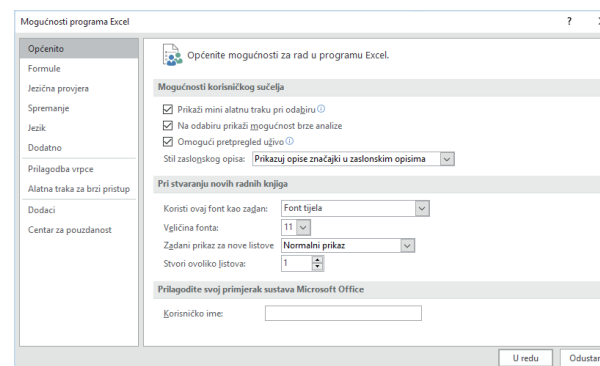 Mogućnosti programa Excel
?
Općenito
Formule
Jezična provjera
Spremanje
Jezik
Dodatno
Prilagodba vrpce
Alatna traka za brzi pristup
Dodaci
Centar za pouzdanost
Općenite mogućnosti za rad u programu Excel.
Mogućnosti korisničkog sučelja
Prikaži mini alatnu traku pri odabiru
Na odabiru prikaži mogućnost brze analize
Omogući pretpregled uživo
Stil zaslonskog opisa: Prikazuj opise značajki u zaslonskim opisima
Pri stvaranju novih radnih knjiga
Koristi ovaj font kao zadan: Font tijela
Veličina fonta: 11
Zadani prikaz za nove listove Normalni prikaz
Stvori ovoliko listova: 1
Prilagodite svoj primjerak sustava Microsoft Office
Korisničko ime:
U redu Odustan